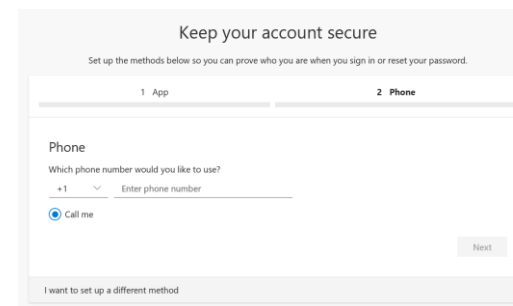 Keep your account secure
Set up the methods below so you can prove who you are when you sign in or reset your password.
1 App
2 Phone
Phone
Which phone number would you like to use?
+1 Enter phone number
Call me
Next
I want to set up a different method